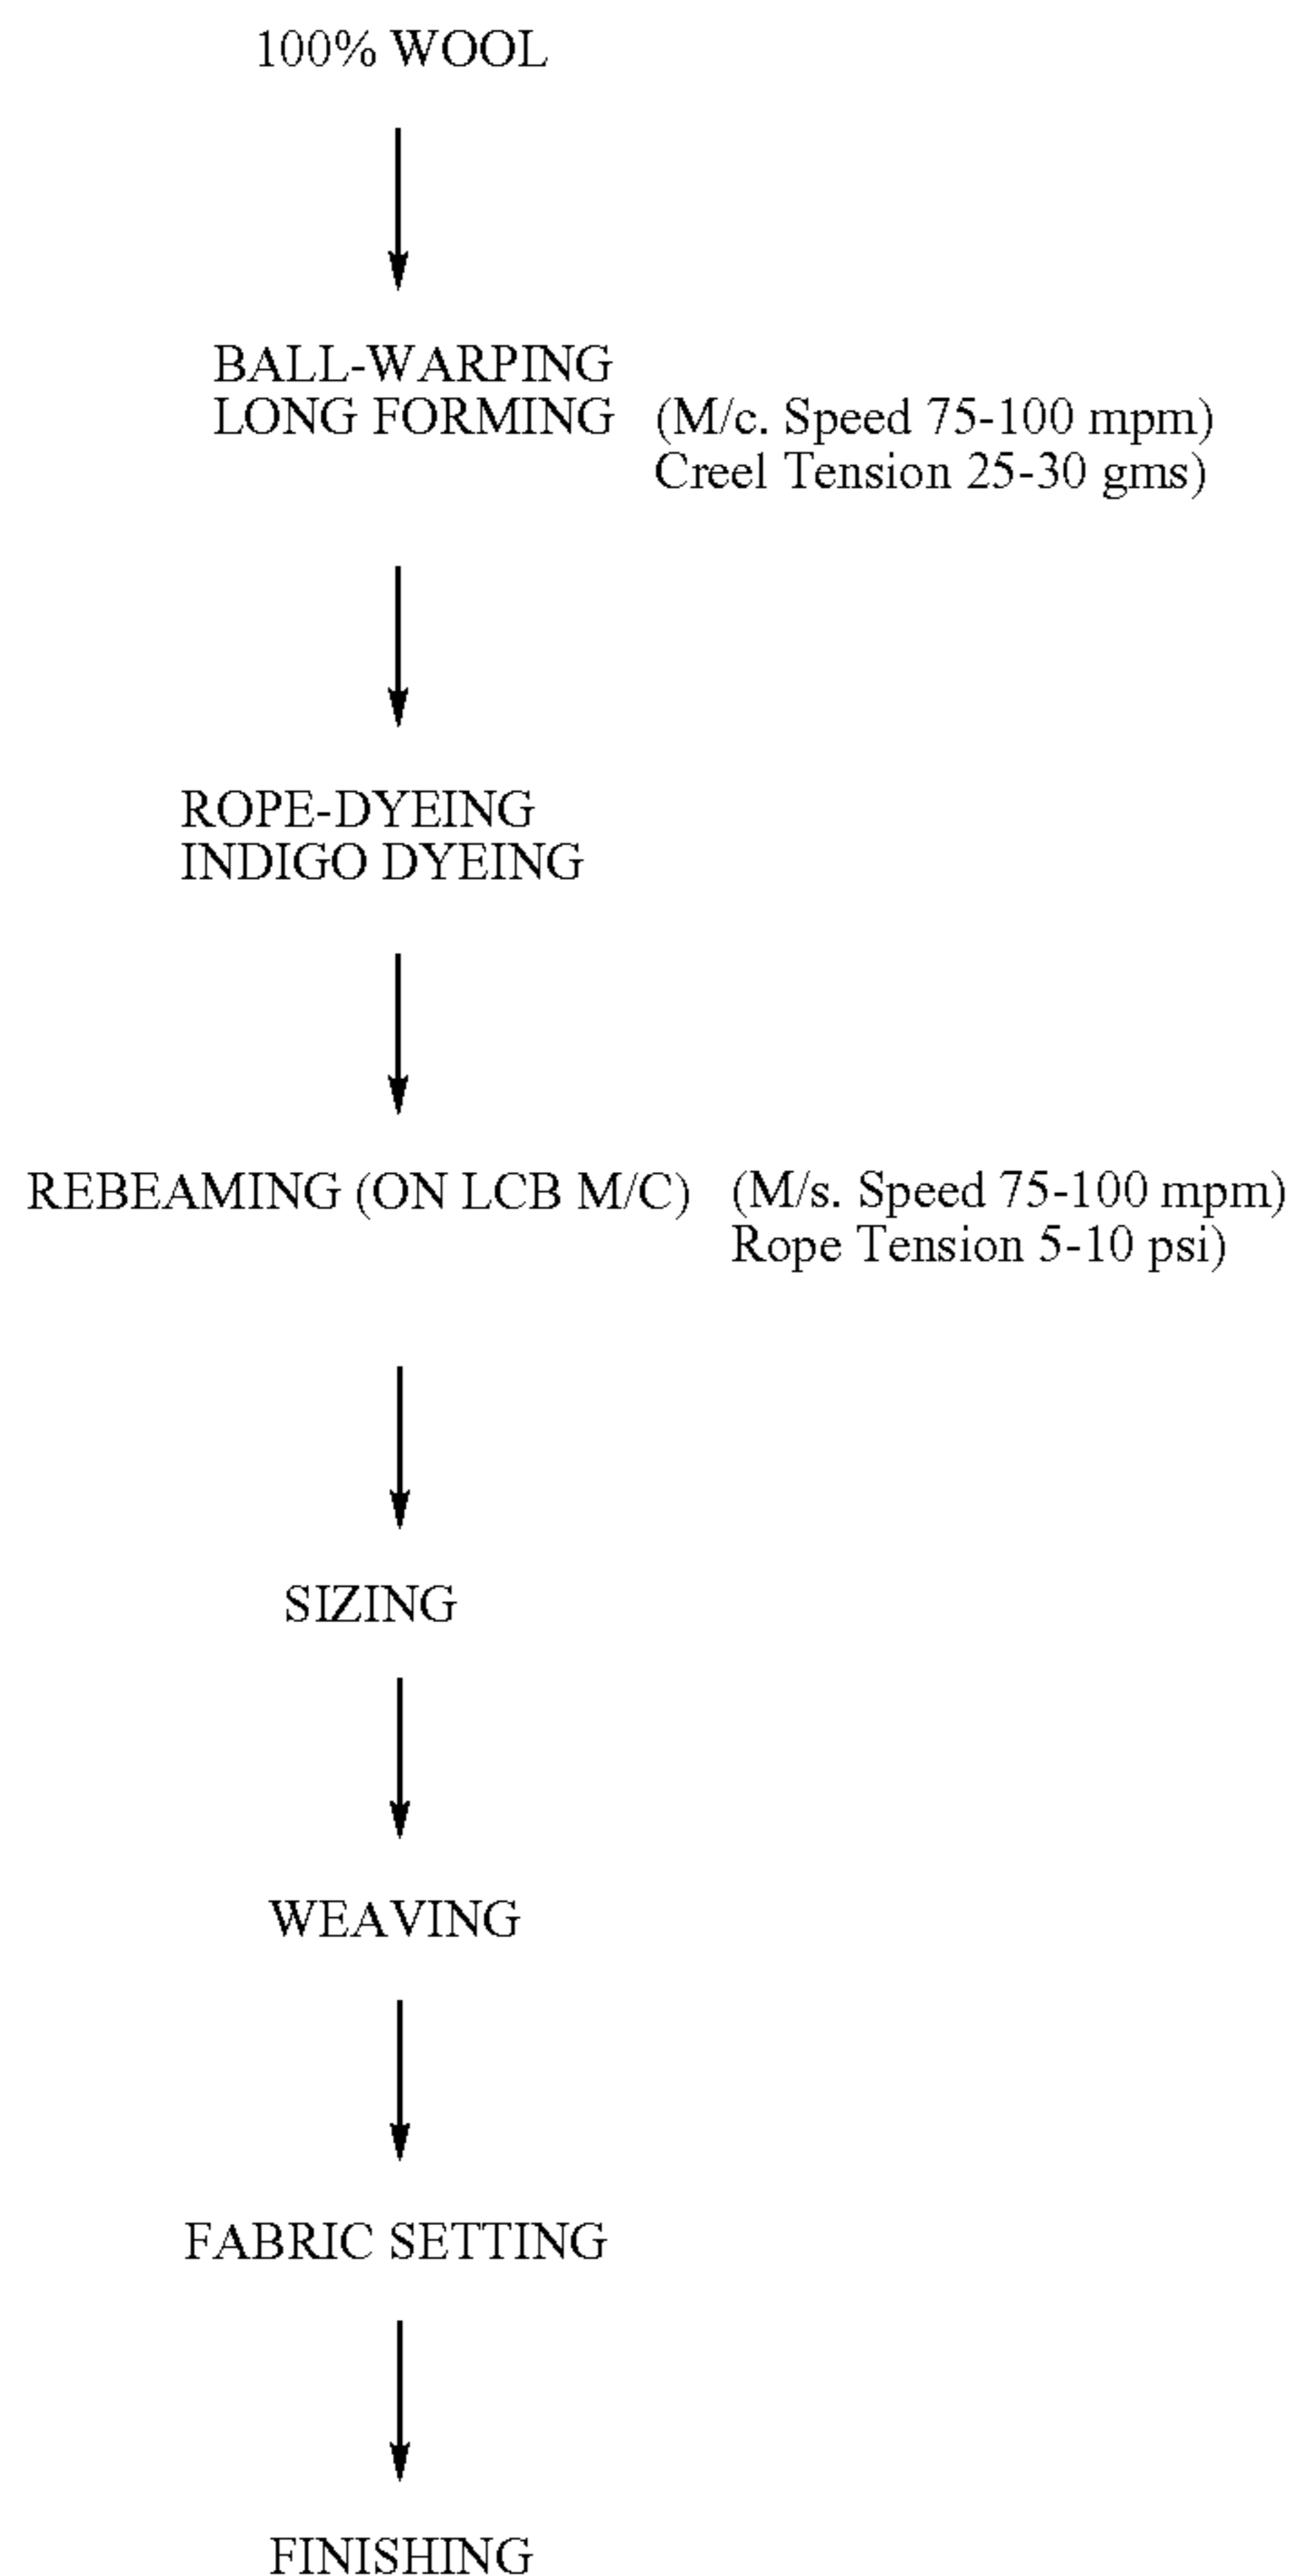 100% WOOL
BALL-WARPING
LONG FORMING (M/c. Speed 75-100 mpm)
Creel Tension 25-30 gms)
ROPE-DYEING
INDIGO DYEING
REBEAMING (ON LCB M/C) (M/s. Speed 75-100 mpm)
Rope Tension 5-10 psi)
SIZING
WEAVING
FABRIC SETTING
FINISHING